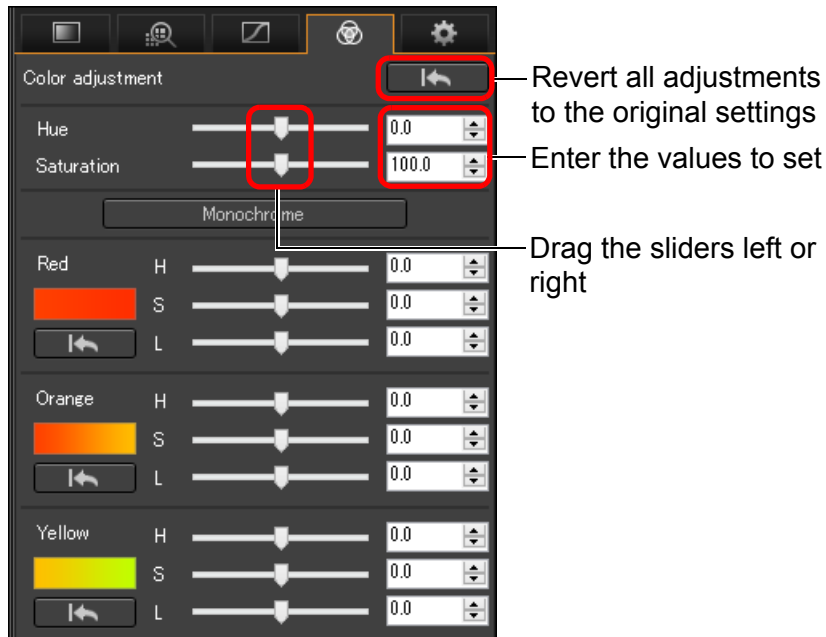 Color adjustment
Revert all adjustments
to the original settings
Hue 0.0
Saturation 100.0
Enter the values to set
Monochrome
Drag the sliders left or
right
Red H 0.0
S 0.0
L 0.0
Orange H 0.0
S 0.0
L 0.0
Yellow H 0.0
S 0.0
L 0.0